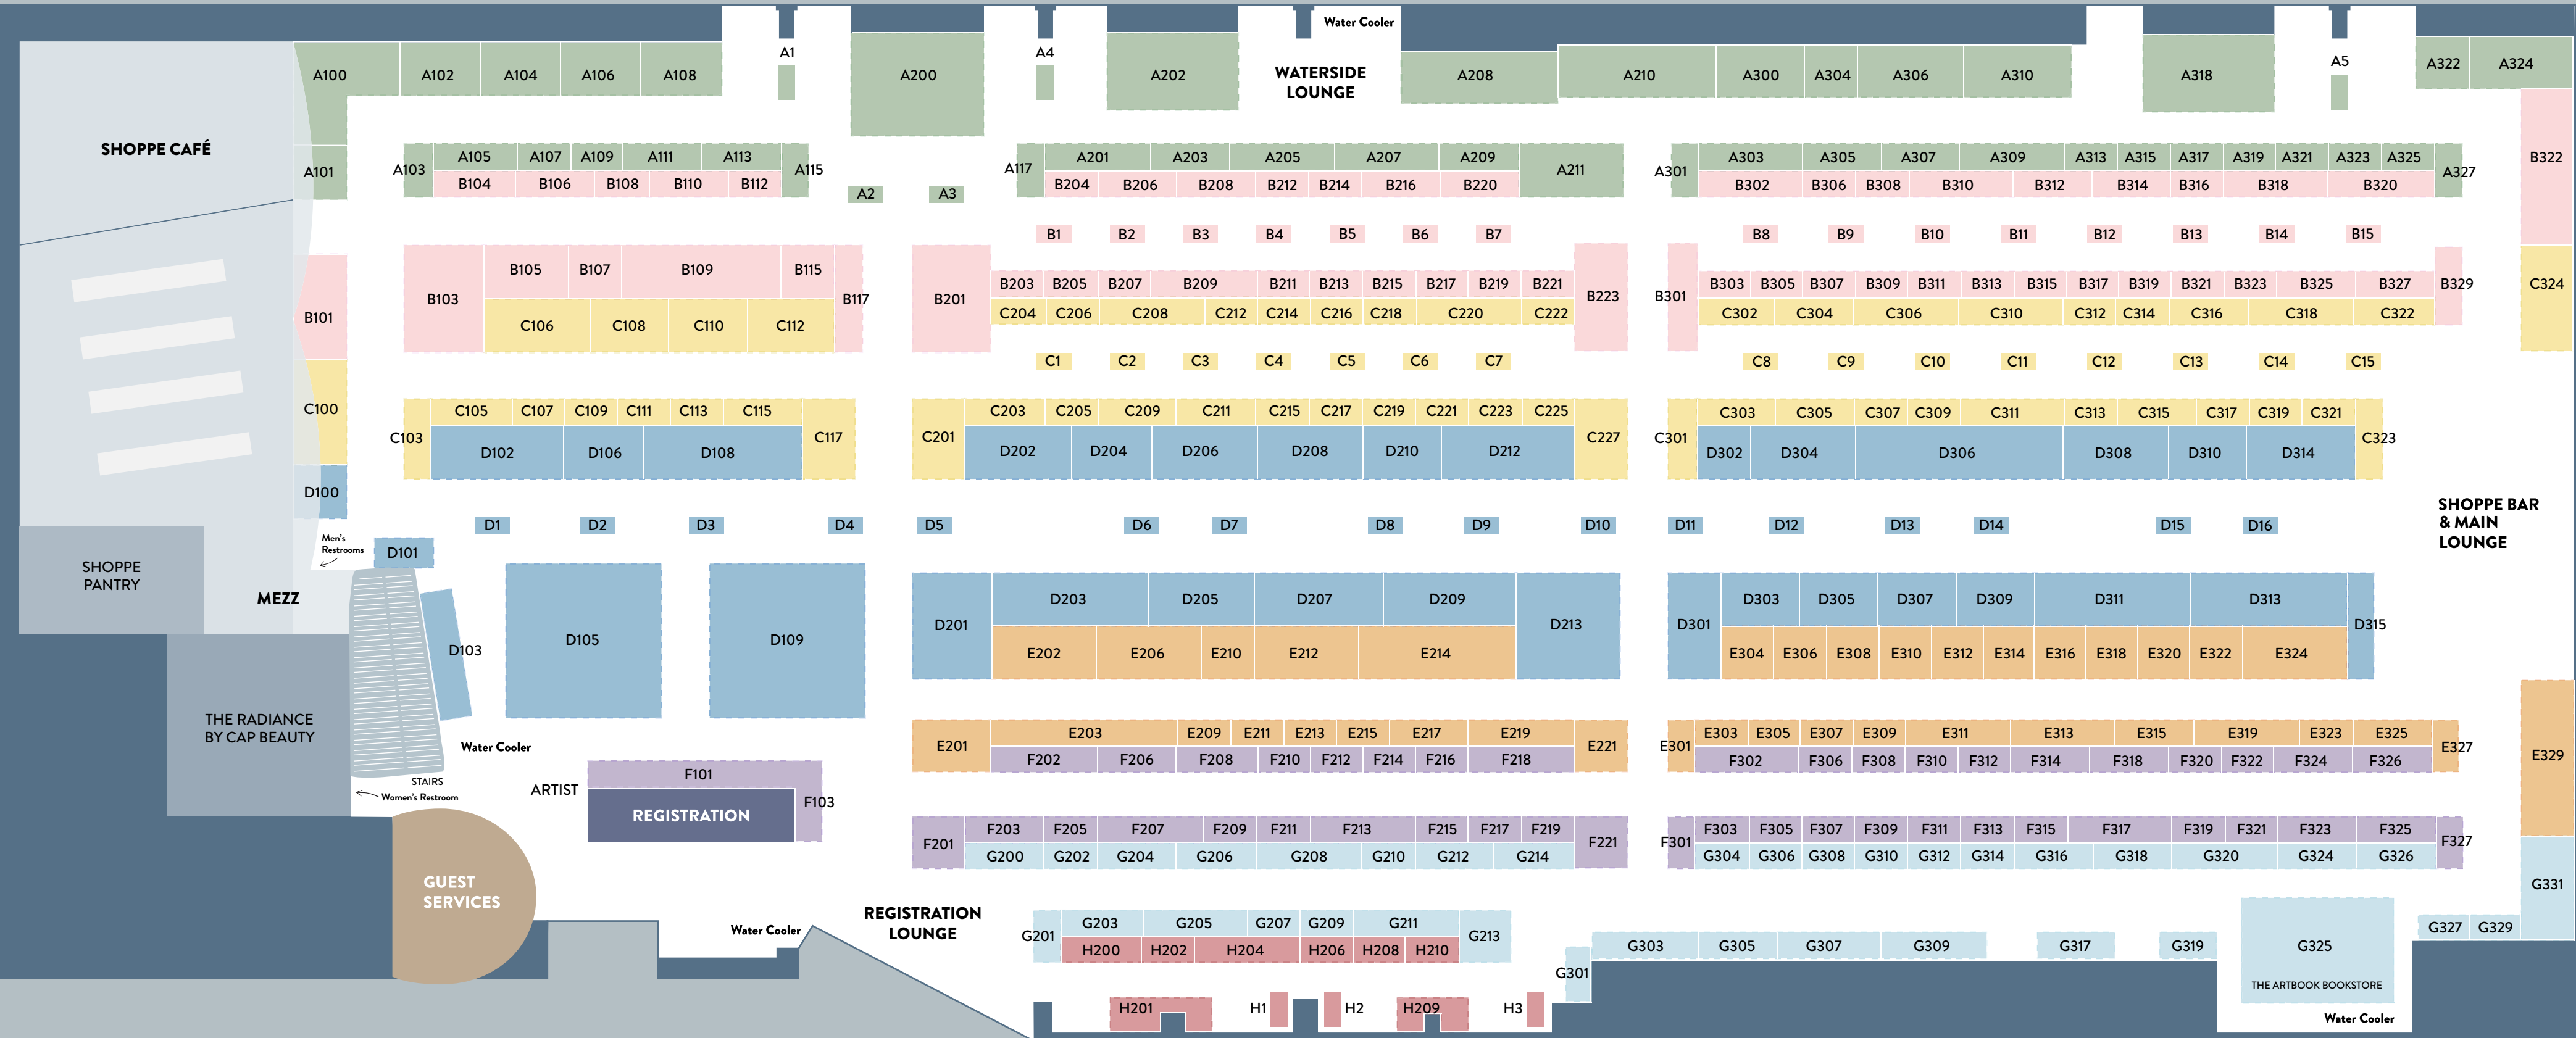 Water Cooler
A1
A4
A5
A100
A102
A104
A106
A108
A200
A202
WATERSIDE
LOUNGE
A208
A210
A300
A304
A306
A310
A318
A322
A324
SHOPPE CAFÉ
A101
A103
A105
A107
A109
A111
A113
A115
B104
B106
B108
B110
B112
A2
A3
A117
A201
A203
A205
A207
A209
A211
B204
B206
B208
B212
B214
B216
B220
A301
A303
A305
A307
A309
A313
A315
A317
A319
A321
A323
A325
A327
B302
B306
B308
B310
B312
B314
B316
B318
B320
B322
B1
B2
B3
B4
B5
B6
B7
B8
B9
B10
B11
B12
B13
B14
B15
B101
B103
B105
B107
B109
B115
B117
C106
C108
C110
C112
B201
B203
B205
B207
B209
B211
B213
B215
B217
B219
B221
B223
C204
C206
C208
C212
C214
C216
C218
C220
C222
B301
B303
B305
B307
B309
B311
B313
B315
B317
B319
B321
B323
B325
B327
B329
C302
C304
C306
C310
C312
C314
C316
C318
C322
C324
C1
C2
C3
C4
C5
C6
C7
C8
C9
C10
C11
C12
C13
C14
C15
C100
C103
C105
C107
C109
C111
C113
C115
C117
D102
D106
D108
C201
C203
C205
C209
C211
C215
C217
C219
C221
C223
C225
C227
D202
D204
D206
D208
D210
D212
C301
C303
C305
C307
C309
C311
C313
C315
C317
C319
C321
C323
D302
D304
D306
D308
D310
D314
D100
D1
D2
D3
D4
D5
D6
D7
D8
D9
D10
D11
D12
D13
D14
D15
D16
SHOPPE BAR
& MAIN
LOUNGE
Men's
Restrooms
D101
SHOPPE
PANTRY
MEZZ
D103
D105
D109
D201
D203
D205
D207
D209
D213
E202
E206
E210
E212
E214
D301
D303
D305
D307
D309
D311
D313
D315
E304
E306
E308
E310
E312
E314
E316
E318
E320
E322
E324
THE RADIANCE
BY CAP BEAUTY
Water Cooler
STAIRS
Women's Restroom
ARTIST
F101
REGISTRATION
F103
E201
E203
E209
E211
E213
E215
E217
E219
E221
F202
F206
F208
F210
F212
F214
F216
F218
E301
E303
E305
E307
E309
E311
E313
E315
E319
E323
E325
E327
F302
F306
F308
F310
F312
F314
F318
F320
F322
F324
F326
E329
F201
F203
F205
F207
F209
F211
F213
F215
F217
F219
F221
G200
G202
G204
G206
G208
G210
G212
G214
F301
F303
F305
F307
F309
F311
F313
F315
F317
F319
F321
F323
F325
F327
G304
G306
G308
G310
G312
G314
G316
G318
G320
G324
G326
G331
GUEST
SERVICES
Water Cooler
REGISTRATION
LOUNGE
G201
G203
G205
G207
G209
G211
G213
H200
H202
H204
H206
H208
H210
G301
G303
G305
G307
G309
G317
G319
G325
THE ARTBOOK BOOKSTORE
G327
G329
H201
H1
H2
H209
H3
Water Cooler